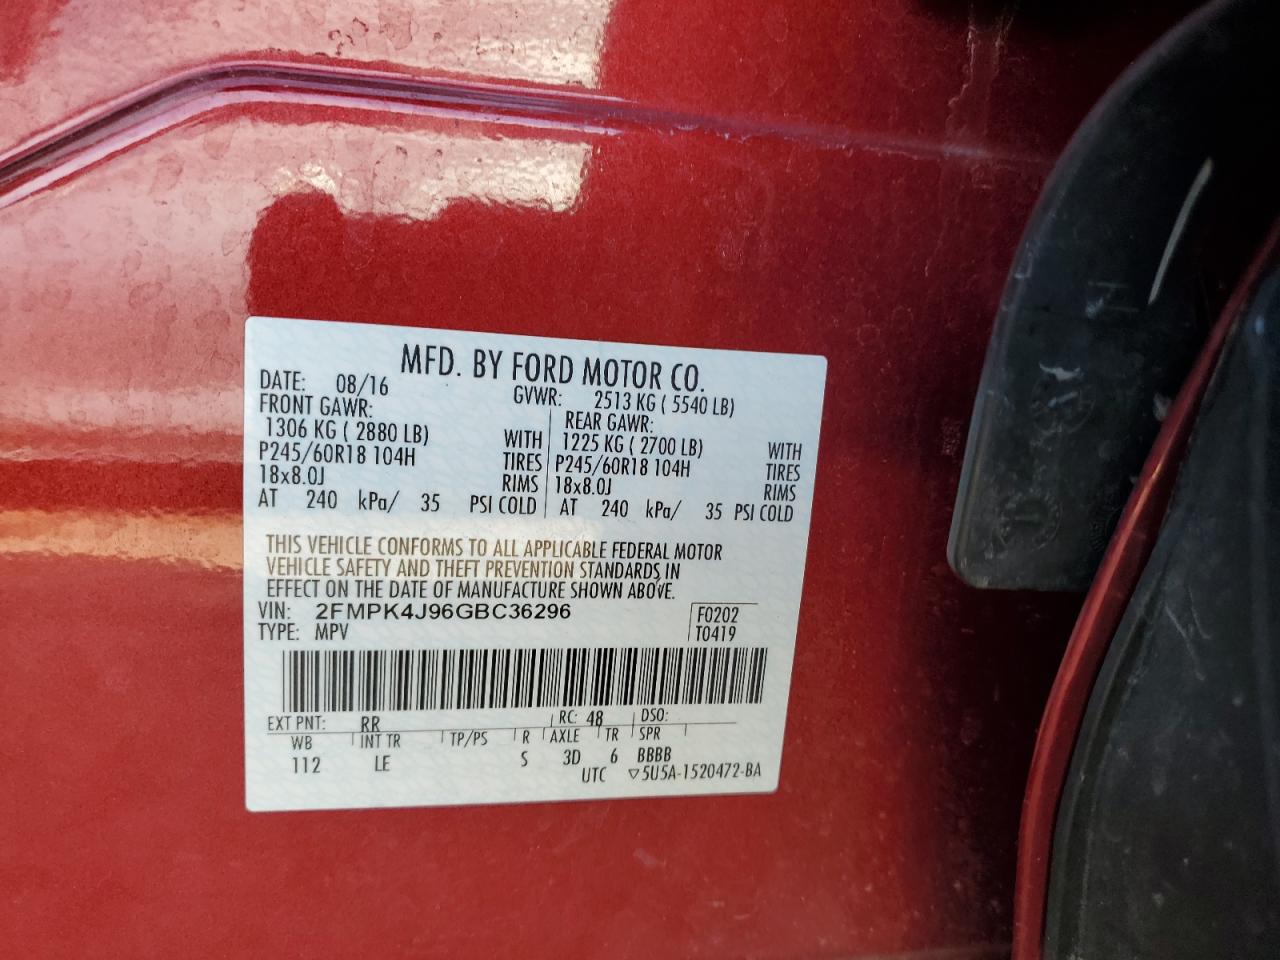 MFD. BY FORD MOTOR CO.
DATE: 08/16 GVWR: 2513 KG ( 5540 LB)
FRONT GAWR: REAR GAWR:
1306 KG ( 2880 LB) WITH 1225 KG ( 2700 LB) WITH
P245/60R18 104H TIRES P245/60R18 104H TIRES
18x8.0J RIMS 18x8.0J RIMS
AT 240 kPa/ 35 PSI COLD AT 240 kPa/ 35 PSI COLD
THIS VEHICLE CONFORMS TO ALL APPLICABLE FEDERAL MOTOR
VEHICLE SAFETY AND THEFT PREVENTION STANDARDS IN
EFFECT ON THE DATE OF MANUFACTURE SHOWN ABOVE.
VIN: 2FMPK4J96GBC36296 F0202
TYPE: MPV T0419
EXT PNT: RR RC: 48 DSO:
WB INT TR TP/PS R AXLE TR SPR
112 LE S 3D 6 BBBB
UTC ▽5U5A-1520472-BA